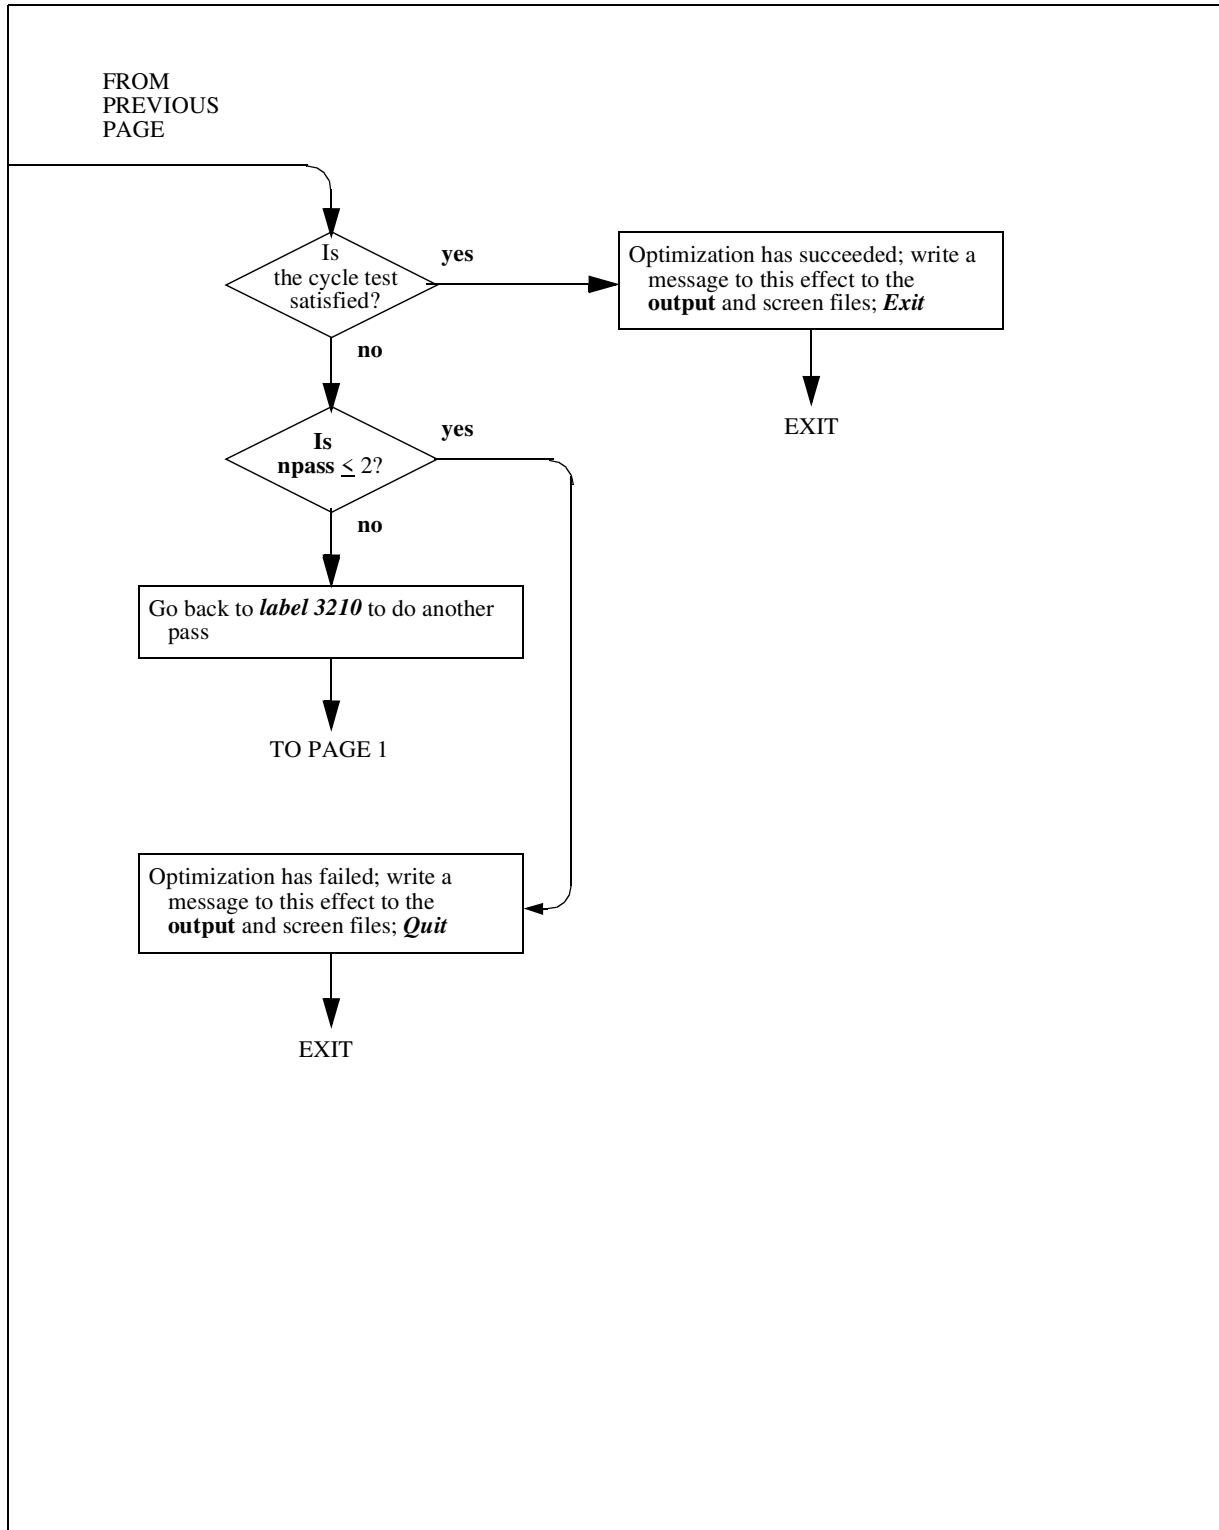 FROM
PREVIOUS
PAGE
Is
the cycle test
satisfied?
yes
Optimization has succeeded; write a
message to this effect to the
output and screen files; Exit
no
EXIT
Is
npass ≤ 2?
yes
no
Go back to label 3210 to do another
pass
TO PAGE 1
Optimization has failed; write a
message to this effect to the
output and screen files; Quit
EXIT